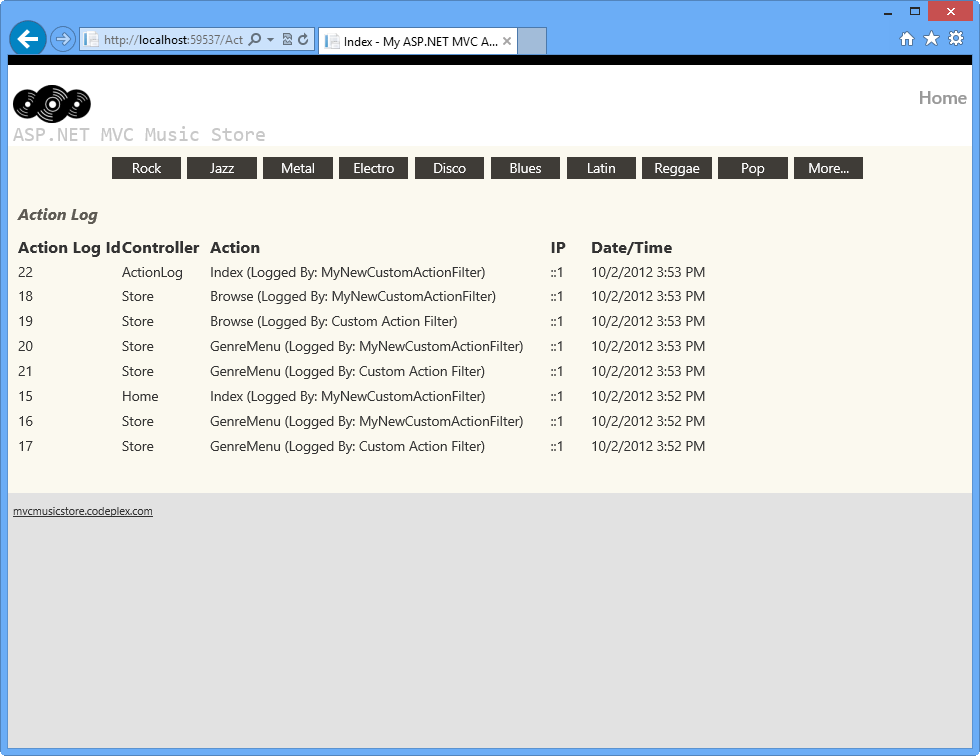 http://localhost:59537/Act
Index - My ASP.NET MVC A...
Home
ASP.NET MVC Music Store
Rock Jazz Metal Electro Disco Blues Latin Reggae Pop More...
Action Log
Action Log Id Controller Action IP Date/Time
22 ActionLog Index (Logged By: MyNewCustomActionFilter) ::1 10/2/2012 3:53 PM
18 Store Browse (Logged By: MyNewCustomActionFilter) ::1 10/2/2012 3:53 PM
19 Store Browse (Logged By: Custom Action Filter) ::1 10/2/2012 3:53 PM
20 Store GenreMenu (Logged By: MyNewCustomActionFilter) ::1 10/2/2012 3:53 PM
21 Store GenreMenu (Logged By: Custom Action Filter) ::1 10/2/2012 3:53 PM
15 Home Index (Logged By: MyNewCustomActionFilter) ::1 10/2/2012 3:52 PM
16 Store GenreMenu (Logged By: MyNewCustomActionFilter) ::1 10/2/2012 3:52 PM
17 Store GenreMenu (Logged By: Custom Action Filter) ::1 10/2/2012 3:52 PM
mvcmusicstore.codeplex.com